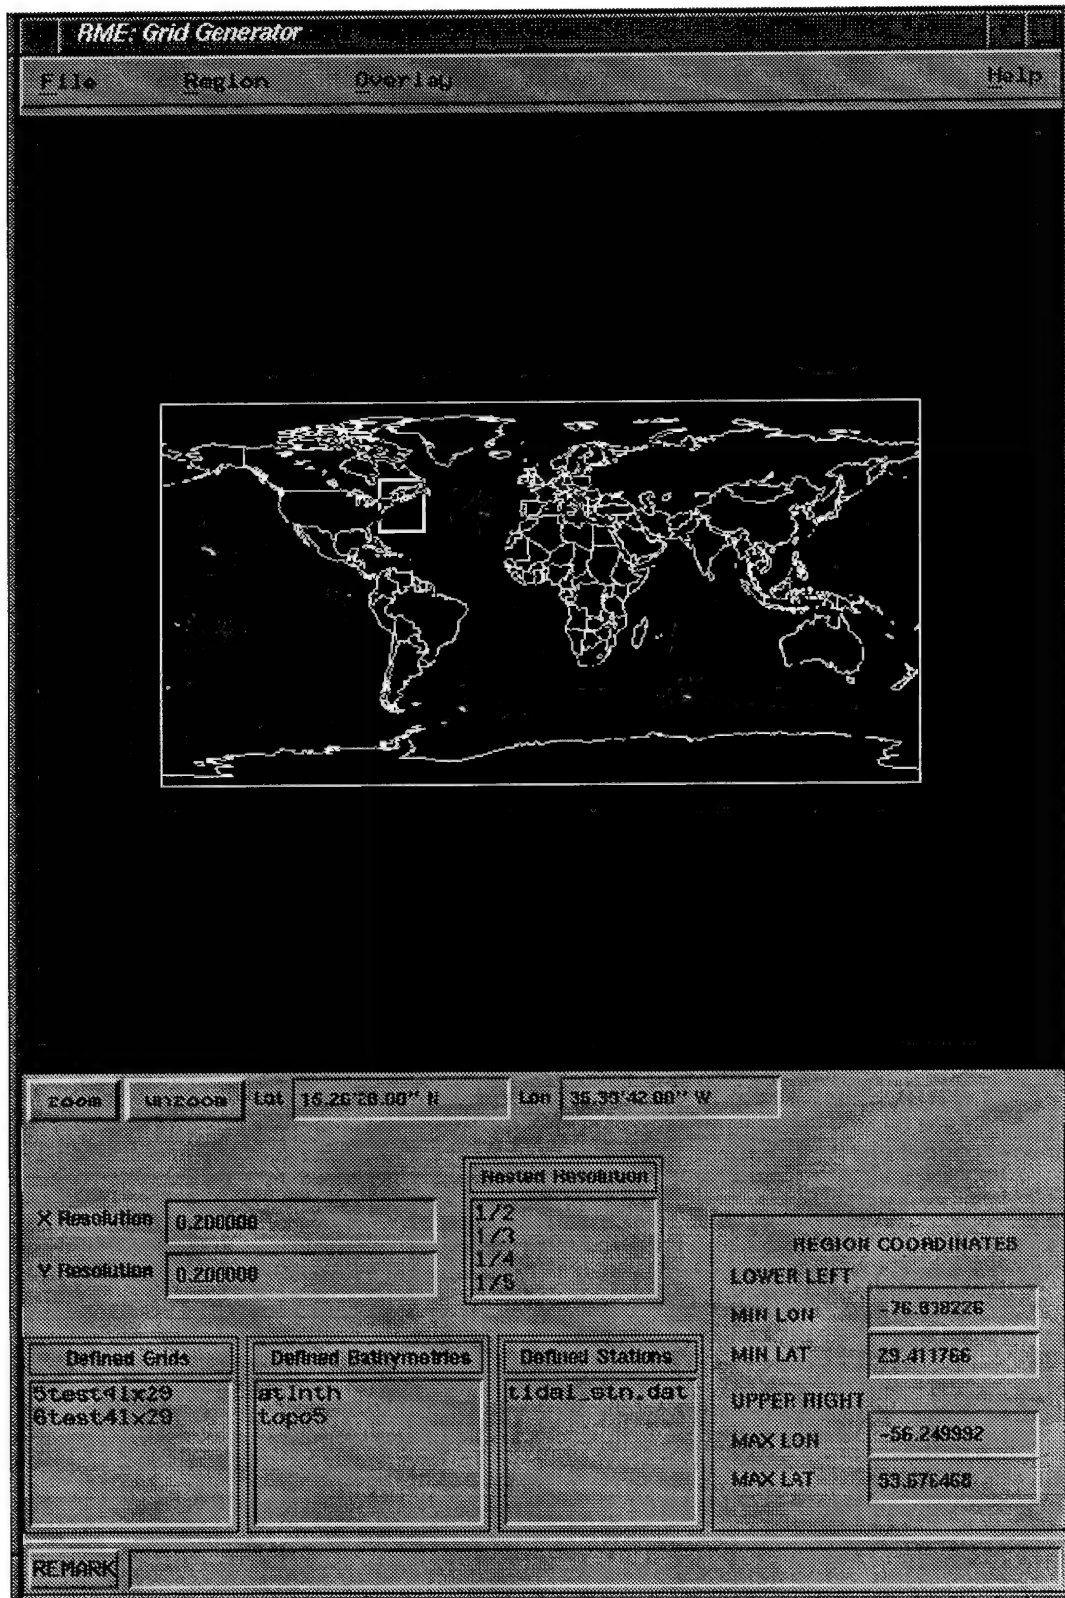 RME: Grid Generator
File Region Overlay Help
zoom unzoom Lat Lon
Nested Resolution
X Resolution 0.200000
1/2
1/3
Y Resolution 0.200000
1/4
1/5
REGION COORDINATES
LOWER LEFT
MIN LON
MIN LAT 29.411766
UPPER RIGHT
MAX LON -56.249992
MAX LAT
Defined Grids
5test41x29
6test41x29
Defined Bathymetries
atlnth
topo5
Defined Stations
tidal_stn.dat
REMARK